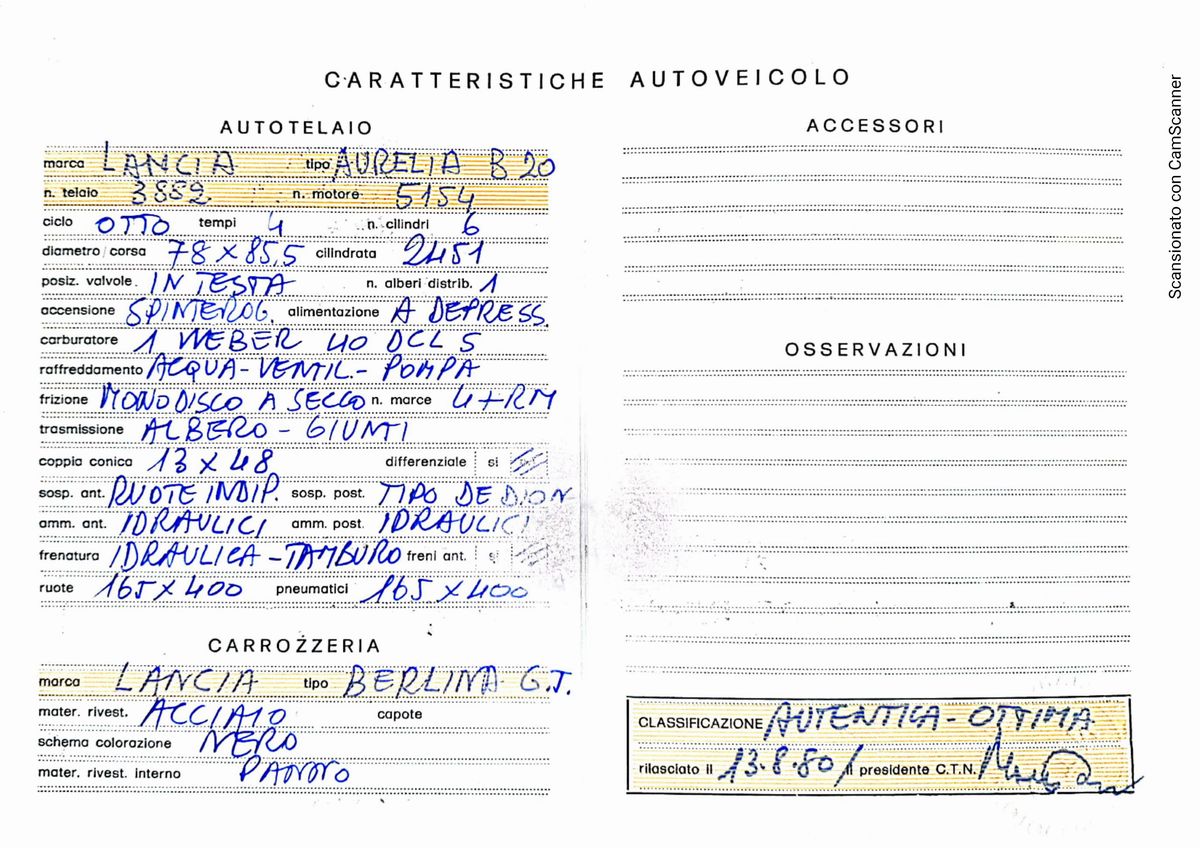 CARATTERISTICHE AUTOVEICOLO
AUTOTELAIO
marca LANCIA tipo AURELIA B 20
n. telaio 3882 n. motore 5154
ciclo OTTO tempi 4 n. cilindri 6
diametro/corsa 78 X 85,5 cilindrata 2451
posiz. valvole. IN TESTA n. alberi distrib. 1
accensione SPINTEROG. alimentazione A DEPRESS.
carburatore 1 WEBER 40 DCL 5
raffreddamento ACQUA-VENTIL.- POMPA
frizione MONODISCO A SECCO n. marce 4+RM
trasmissione ALBERO - GIUNTI
coppia conica 13 X 48 differenziale si
sosp. ant. RUOTE INDIP. sosp. post. TIPO DE DION
amm. ant. IDRAULICI amm. post. IDRAULICI
frenatura IDRAULICA-TAMBURO freni ant. si
ruote 165 X 400 pneumatici 165 X 400
CARROZZERIA
marca LANCIA tipo BERLINA G.T.
mater. rivest. ACCIAIO capote
schema colorazione NERO
mater. rivest. interno PANNO
ACCESSORI
OSSERVAZIONI
CLASSIFICAZIONE AUTENTICA - OTTIMA
rilasciato il 13.8.80 / il presidente C.T.N.
Scansionato con CamScanner